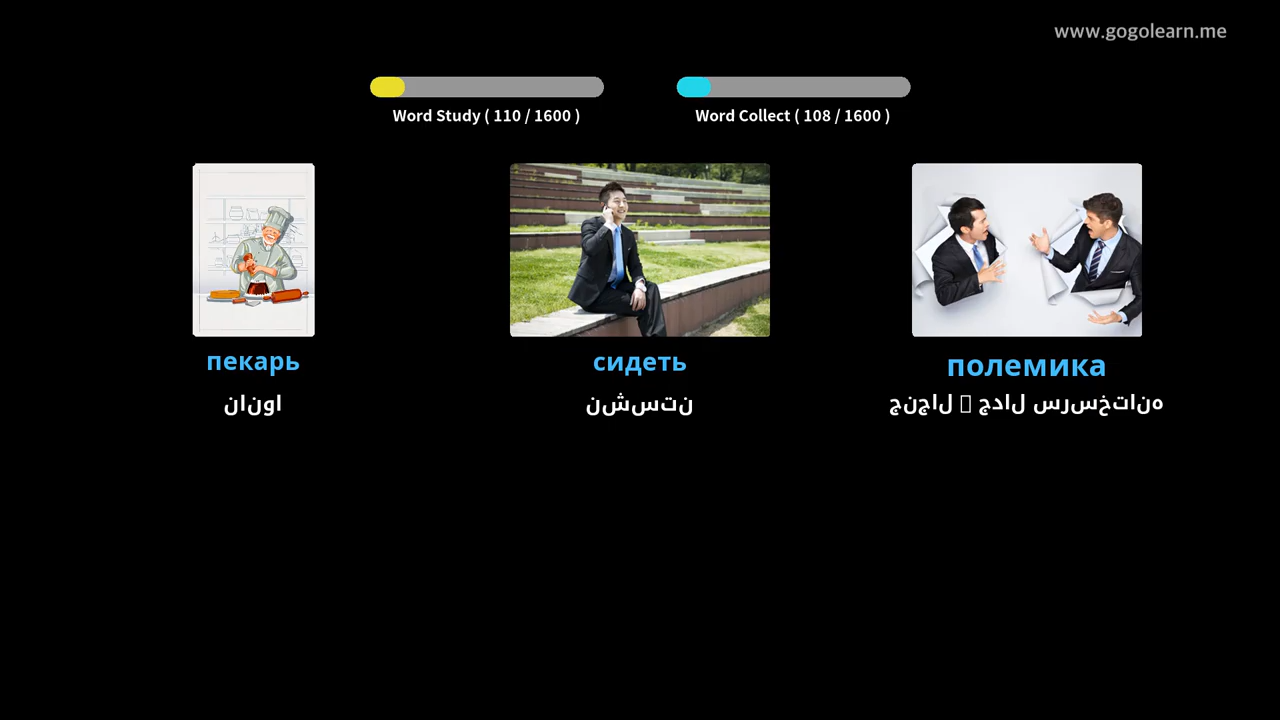 www.gogolearn.me
Word Study ( 110 / 1600 )
Word Collect ( 108 / 1600 )
пекарь
сидеть
полемика
نانوا
نشستن
جنجال ▯ جدال سرسختانه